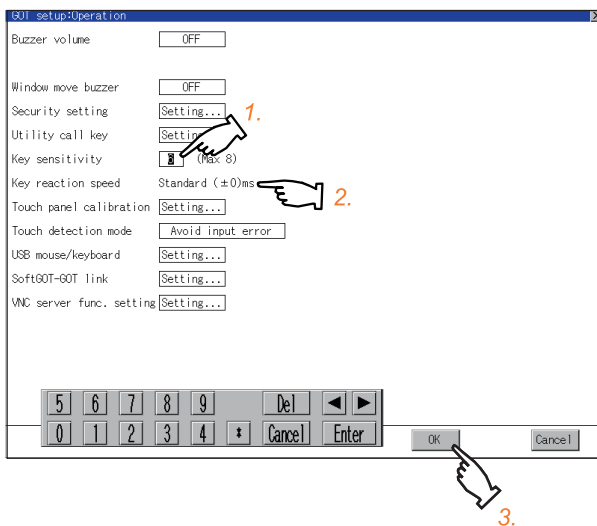 GOT setup:Operation
Buzzer volume OFF
Window move buzzer OFF
Security setting Setting... 1.
Utility call key
Key sensitivity (Max 8)
Key reaction speed Standard (±0)ms 2.
Touch panel calibration Setting...
Touch detection mode Avoid input error
USB mouse/keyboard Setting...
SoftGOT-GOT link Setting...
VNC server func. setting Setting...
5 6 7 8 9 Del ◀ ▶
0 1 2 3 4 Cancel Enter
OK Cancel
3.